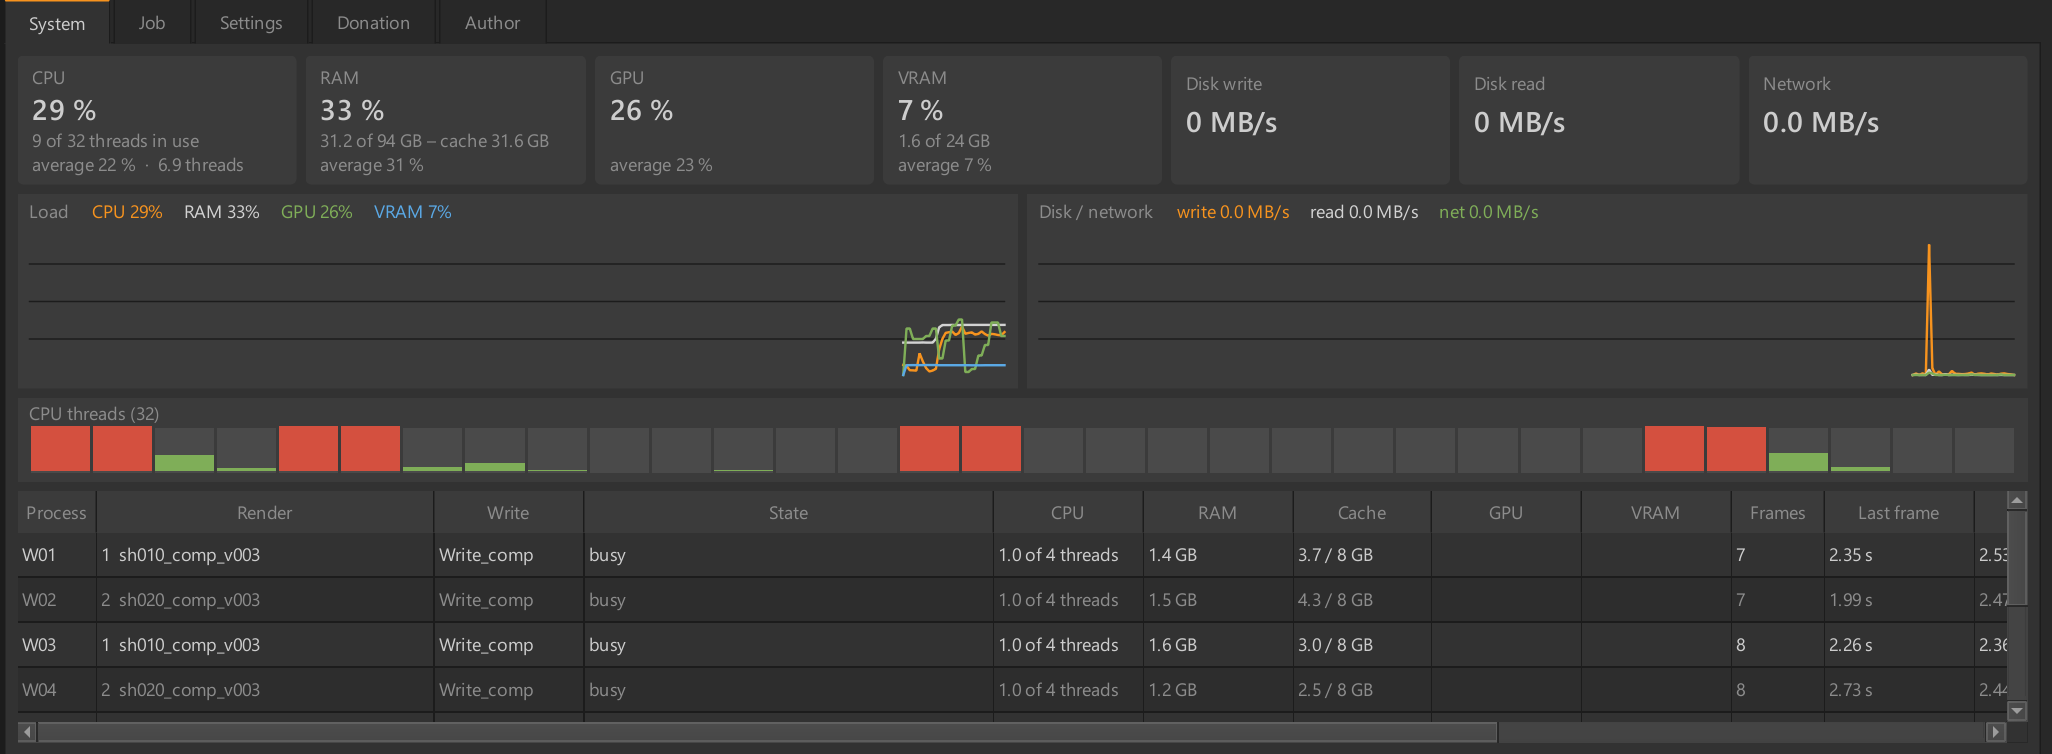 System Job Settings Donation Author
CPU
29 %
9 of 32 threads in use
average 22 % · 6.9 threads
RAM
33 %
31.2 of 94 GB – cache 31.6 GB
average 31 %
GPU
26 %
average 23 %
VRAM
7 %
1.6 of 24 GB
average 7 %
Disk write
0 MB/s
Disk read
0 MB/s
Network
0.0 MB/s
Load CPU 29% RAM 33% GPU 26% VRAM 7%
Disk / network write 0.0 MB/s read 0.0 MB/s net 0.0 MB/s
CPU threads (32)
Process Render Write State CPU RAM Cache GPU VRAM Frames Last frame
W01 1 sh010_comp_v003 Write_comp busy 1.0 of 4 threads 1.4 GB 3.7 / 8 GB 7 2.35 s 2.53
W02 2 sh020_comp_v003 Write_comp busy 1.0 of 4 threads 1.5 GB 4.3 / 8 GB 7 1.99 s 2.47
W03 1 sh010_comp_v003 Write_comp busy 1.0 of 4 threads 1.6 GB 3.0 / 8 GB 8 2.26 s 2.36
W04 2 sh020_comp_v003 Write_comp busy 1.0 of 4 threads 1.2 GB 2.5 / 8 GB 8 2.73 s 2.44